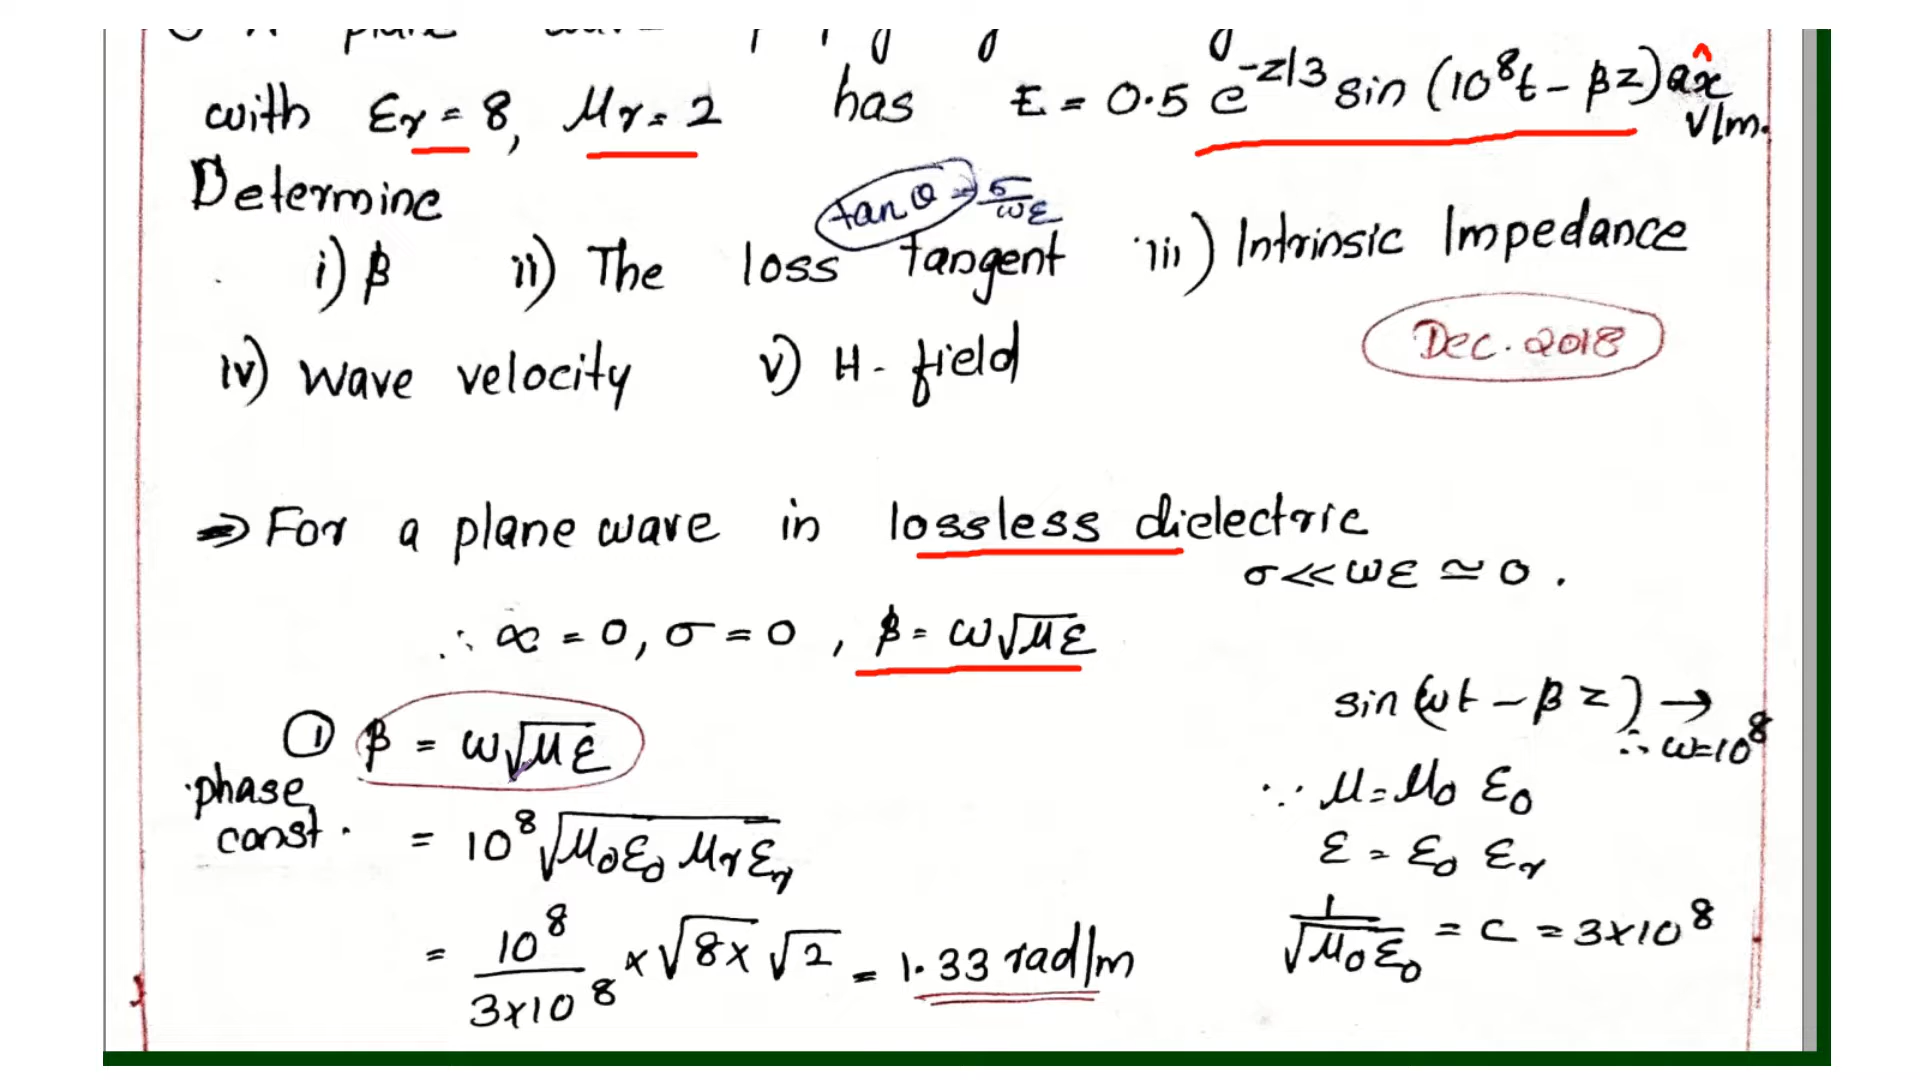 with εr = 8, μr = 2 has E = 0.5 e^-z/3 sin (10^8t - βz) ax̂ V/m.
Determine
tan θ = σ/ωε
i) β ii) The loss tangent iii) Intrinsic Impedance
iv) wave velocity v) H-field
Dec. 2018
⇒ For a plane wave in lossless dielectric
σ << ωε ≃ 0 .
∴ ∝ = 0, σ = 0 , β = ω√με
① β = ω√με
phase const.
= 10^8 √μ0ε0 μrεr
= 10^8/3×10^8 × √8 × √2 = 1.33 rad/m
sin (ωt - βz) →
∴ ω=10^8
∵ μ = μ0 ε0
ε = ε0 εr
1/√μ0ε0 = c = 3×10^8